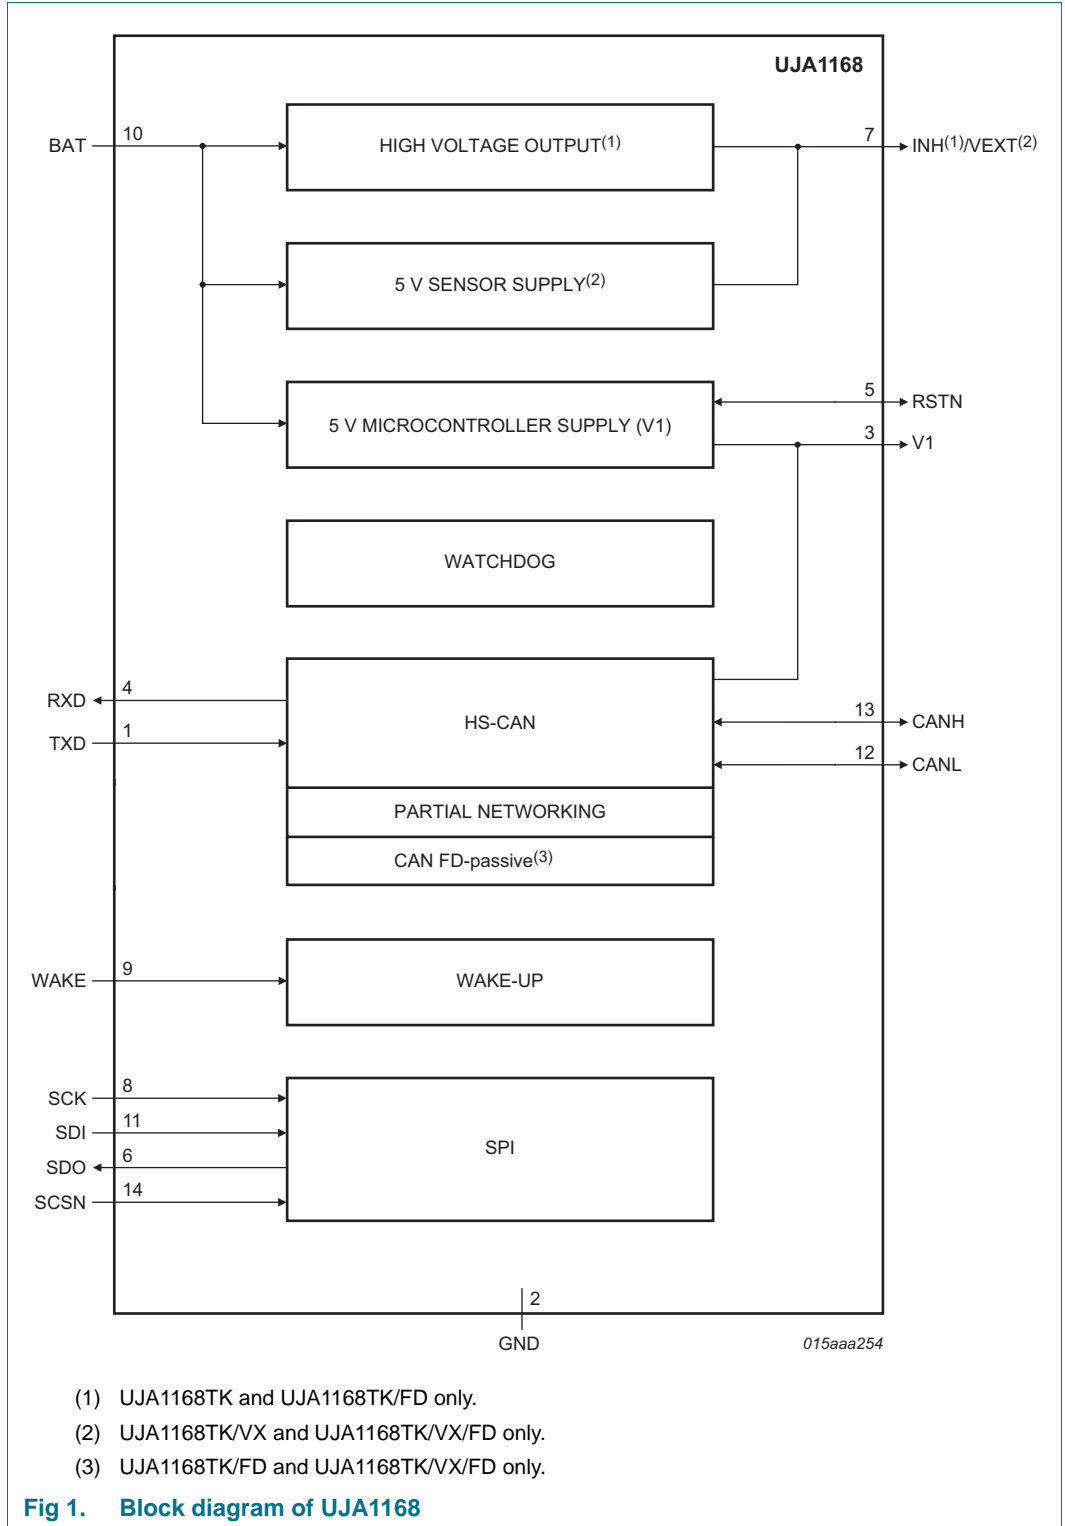 UJA1168
BAT 10 HIGH VOLTAGE OUTPUT(1) 7 INH(1)/VEXT(2)
5 V SENSOR SUPPLY(2)
5 RSTN
5 V MICROCONTROLLER SUPPLY (V1)
3 V1
WATCHDOG
RXD 4
HS-CAN
13 CANH
TXD 1
12 CANL
PARTIAL NETWORKING
CAN FD-passive(3)
WAKE 9 WAKE-UP
SCK 8
SDI 11
SPI
SDO 6
SCSN 14
2
GND
015aaa254
(1) UJA1168TK and UJA1168TK/FD only.
(2) UJA1168TK/VX and UJA1168TK/VX/FD only.
(3) UJA1168TK/FD and UJA1168TK/VX/FD only.
Fig 1. Block diagram of UJA1168